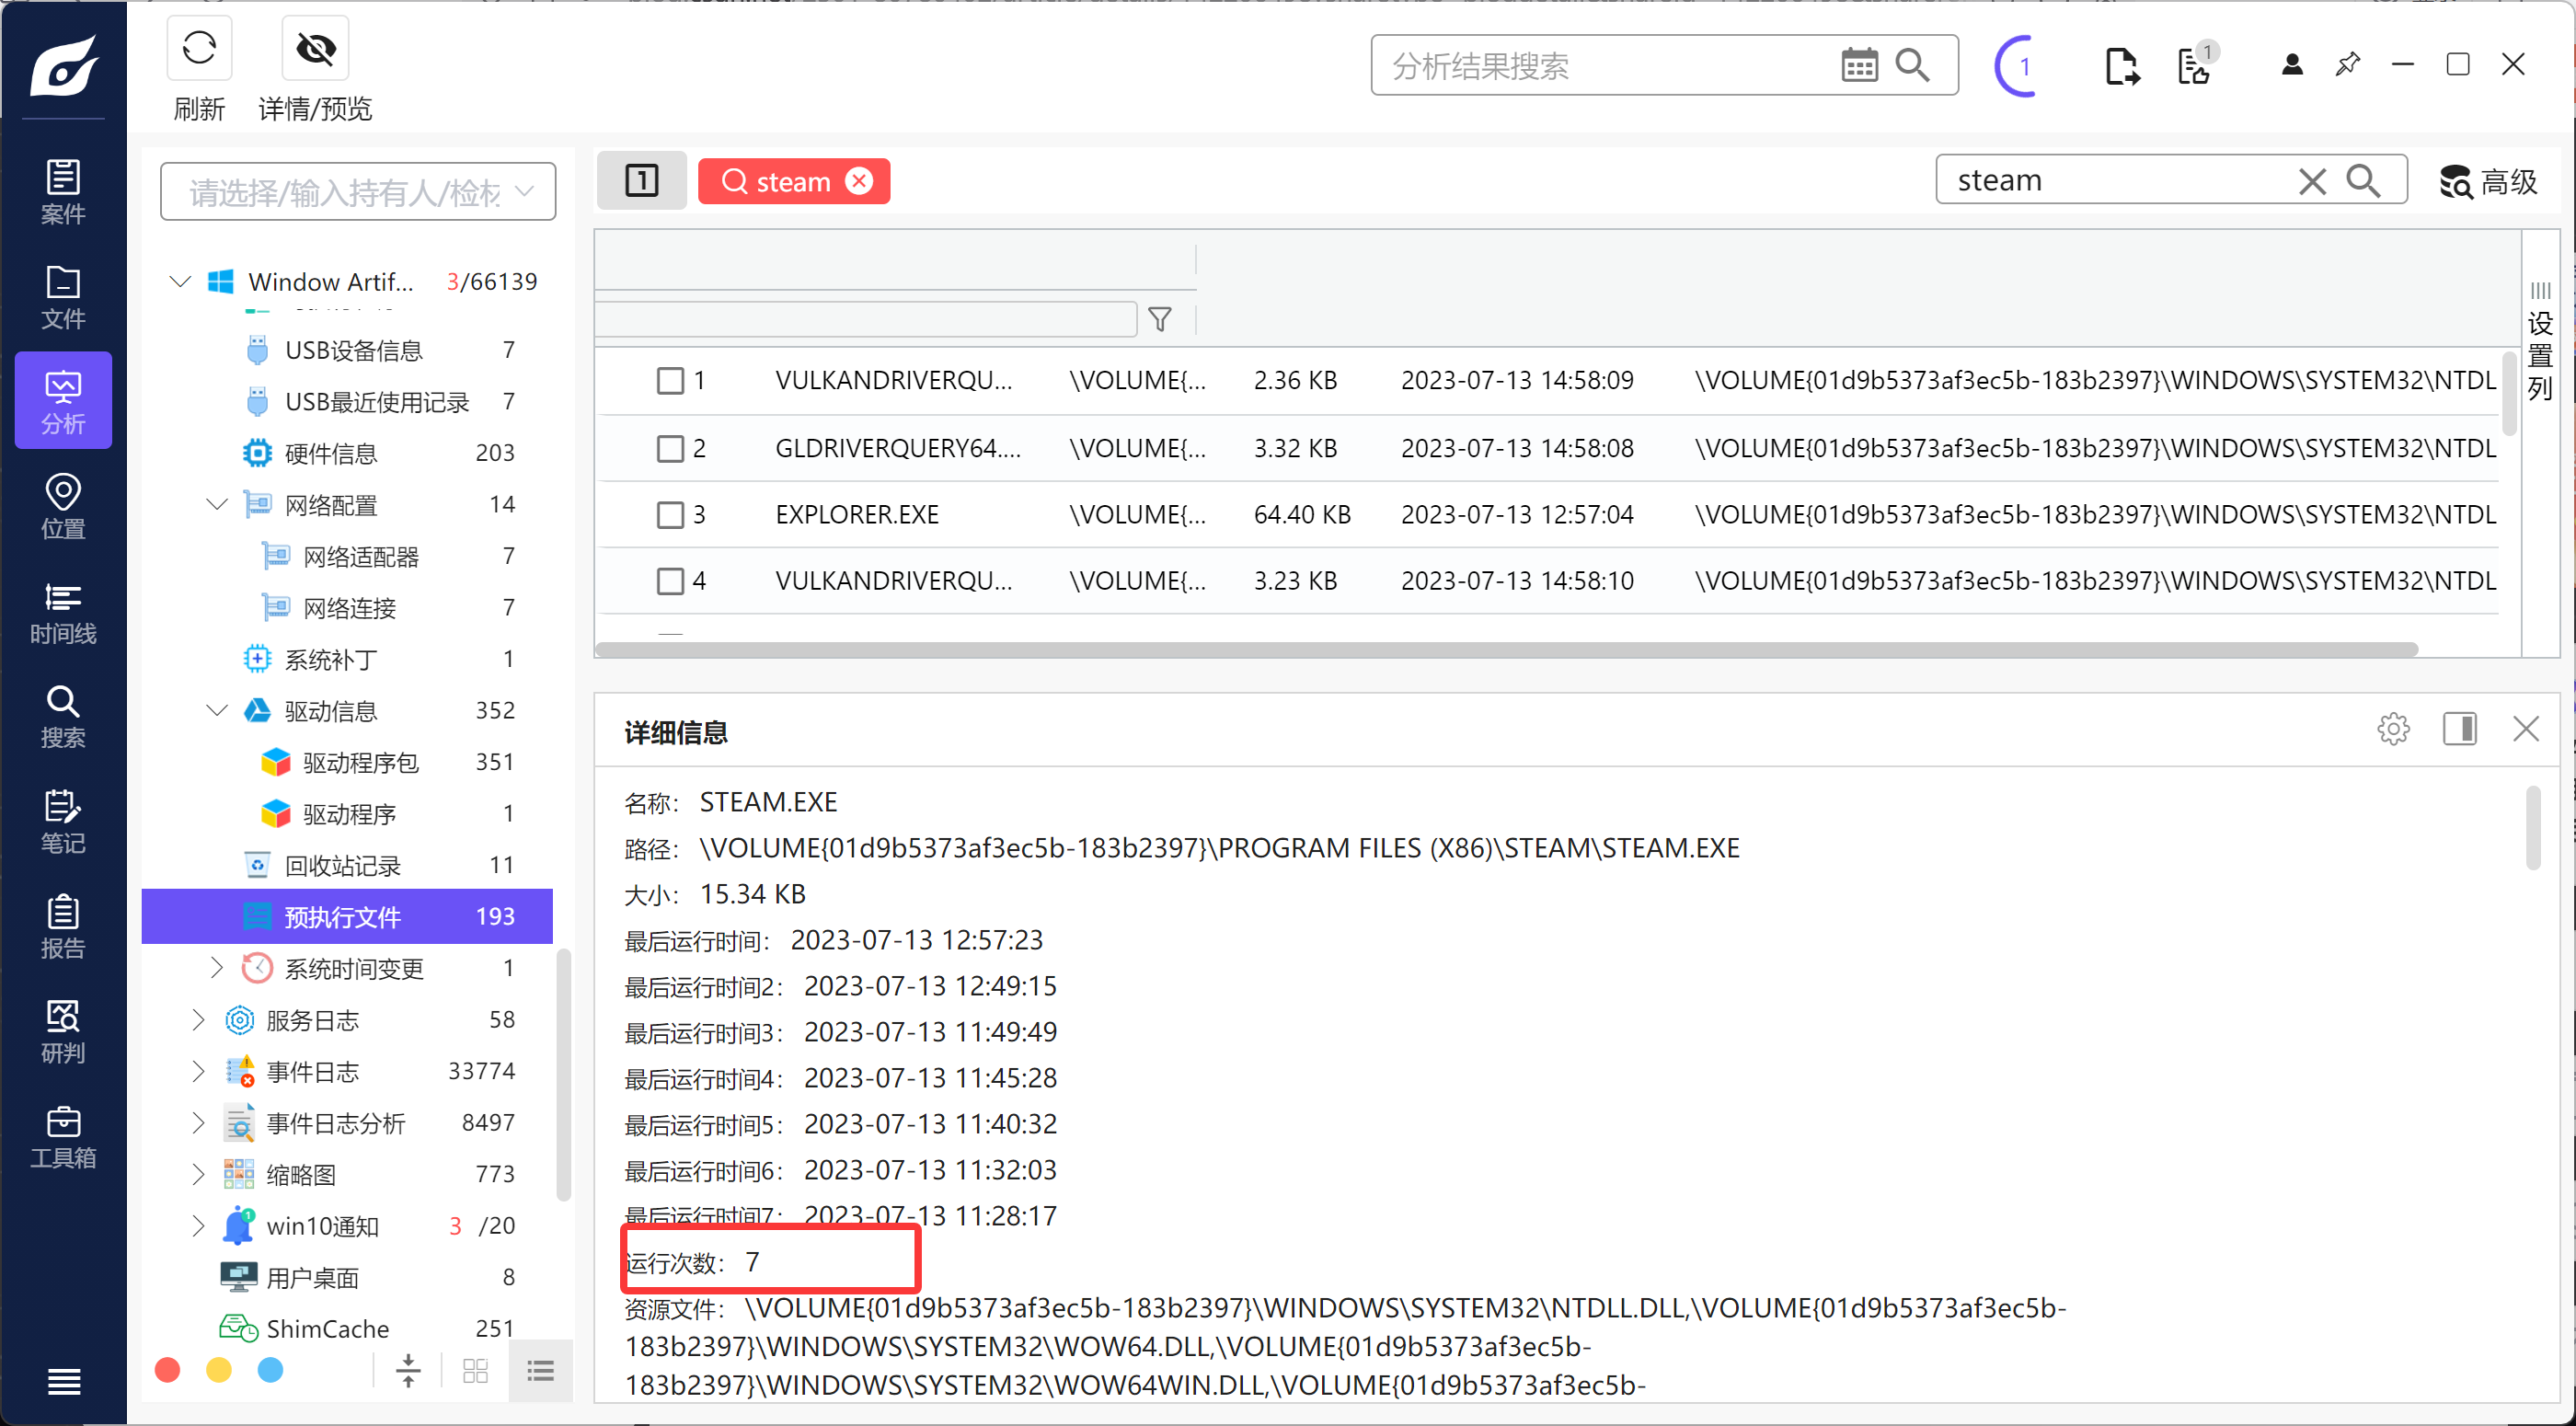 刷新
详情/预览
分析结果搜索
1
1
案件
文件
分析
位置
时间线
搜索
笔记
报告
研判
工具箱
请选择/输入持有人/检材
Window Artif... 3/66139
USB设备信息 7
USB最近使用记录 7
硬件信息 203
网络配置 14
网络适配器 7
网络连接 7
系统补丁 1
驱动信息 352
驱动程序包 351
驱动程序 1
回收站记录 11
预执行文件 193
系统时间变更 1
服务日志 58
事件日志 33774
事件日志分析 8497
缩略图 773
win10通知 3 /20
用户桌面 8
ShimCache 251
1
steam
steam
高级
设置列
1 VULKANDRIVERQU... \VOLUME{... 2.36 KB 2023-07-13 14:58:09 \VOLUME{01d9b5373af3ec5b-183b2397}\WINDOWS\SYSTEM32\NTDL
2 GLDRIVERQUERY64.... \VOLUME{... 3.32 KB 2023-07-13 14:58:08 \VOLUME{01d9b5373af3ec5b-183b2397}\WINDOWS\SYSTEM32\NTDL
3 EXPLORER.EXE \VOLUME{... 64.40 KB 2023-07-13 12:57:04 \VOLUME{01d9b5373af3ec5b-183b2397}\WINDOWS\SYSTEM32\NTDL
4 VULKANDRIVERQU... \VOLUME{... 3.23 KB 2023-07-13 14:58:10 \VOLUME{01d9b5373af3ec5b-183b2397}\WINDOWS\SYSTEM32\NTDL
详细信息
名称： STEAM.EXE
路径： \VOLUME{01d9b5373af3ec5b-183b2397}\PROGRAM FILES (X86)\STEAM\STEAM.EXE
大小： 15.34 KB
最后运行时间： 2023-07-13 12:57:23
最后运行时间2： 2023-07-13 12:49:15
最后运行时间3： 2023-07-13 11:49:49
最后运行时间4： 2023-07-13 11:45:28
最后运行时间5： 2023-07-13 11:40:32
最后运行时间6： 2023-07-13 11:32:03
最后运行时间7： 2023-07-13 11:28:17
运行次数： 7
资源文件： \VOLUME{01d9b5373af3ec5b-183b2397}\WINDOWS\SYSTEM32\NTDLL.DLL,\VOLUME{01d9b5373af3ec5b-
183b2397}\WINDOWS\SYSTEM32\WOW64.DLL,\VOLUME{01d9b5373af3ec5b-
183b2397}\WINDOWS\SYSTEM32\WOW64WIN.DLL,\VOLUME{01d9b5373af3ec5b-